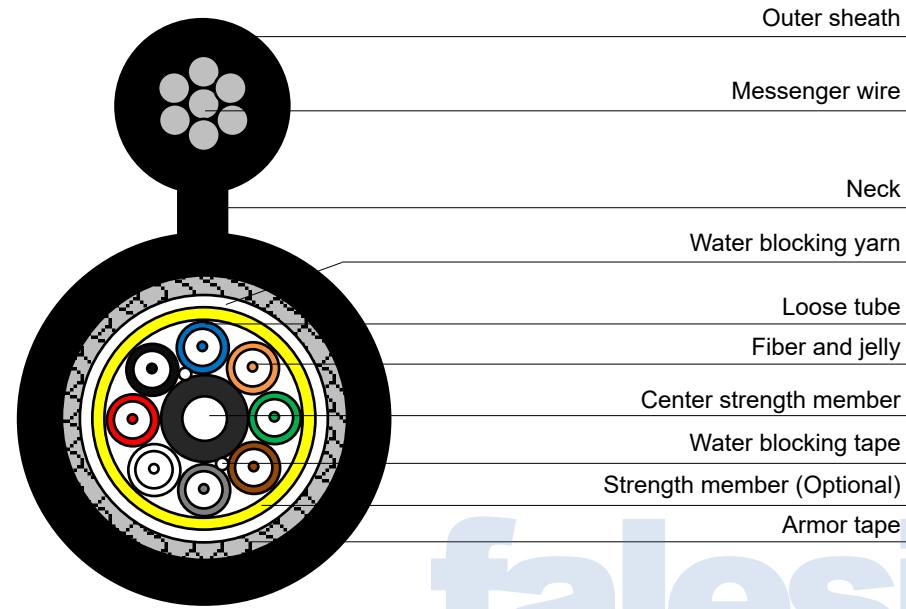 Outer sheath
Messenger wire
Neck
Water blocking yarn
Loose tube
Fiber and jelly
Center strength member
Water blocking tape
Strength member (Optional)
Armor tape